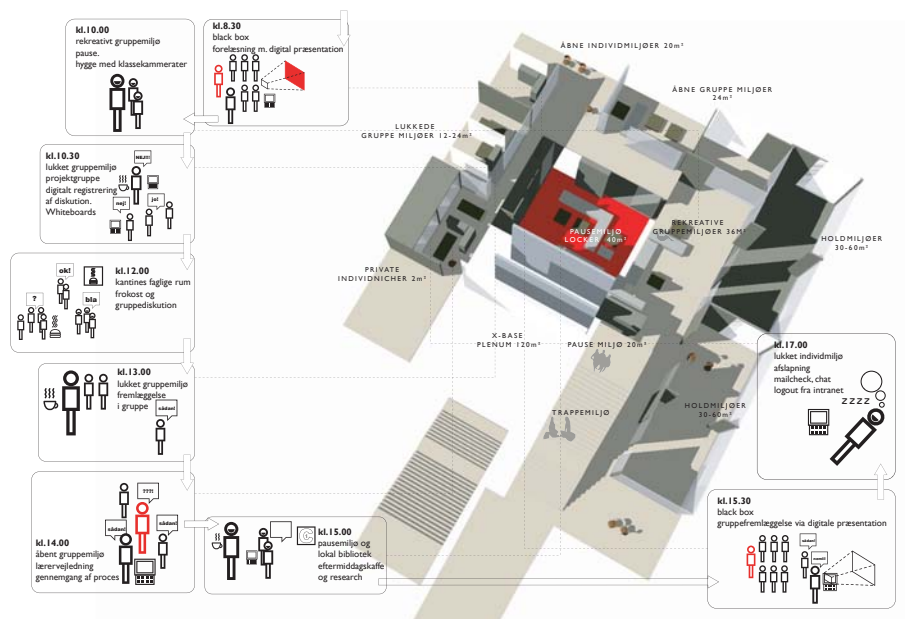 kl.8.30
black box
forelæsning m. digital præsentation
kl.10.00
rekreativt gruppemiljø
pause.
hygge med klassekammerater
kl.10.30
lukket gruppemiljø
projektgruppe
digitalt registrering
af diskution.
Whiteboards
NEJ!!!
nej!
jo!
kl.12.00
kantines faglige rum
frokost og
gruppediskution
ok!
?
bla
kl.13.00
lukket gruppemiljø
fremlæggelse
i gruppe
sådan!
kl.14.00
åbent gruppemiljø
lærervejledning
gennemgang af proces
???!
sådan!
sådan!
kl.15.00
pausemiljø og
lokal bibliotek
eftermiddagskaffe
og research
kl.15.30
black box
gruppefremlæggelse via digitale præsentation
sådan!
kl.17.00
lukket individmiljø
afslapning
mailcheck, chat
logout fra intranet
ZZZZ
ÅBNE INDIVIDMILJØER 20m²
ÅBNE GRUPPE MILJØER
24m²
LUKKEDE
GRUPPE MILJØER 12-24m²
PAUSEMILJØ
LOCKER 40m²
REKREATIVE
GRUPPEMILJØER 36M²
HOLDMILJØER
30-60m²
PRIVATE
INDIVIDNICHER 2m²
X-BASE
PLENUM 120m²
PAUSE MILJØ 20m²
TRAPPEMILJØ
HOLDMILJØER
30-60m²